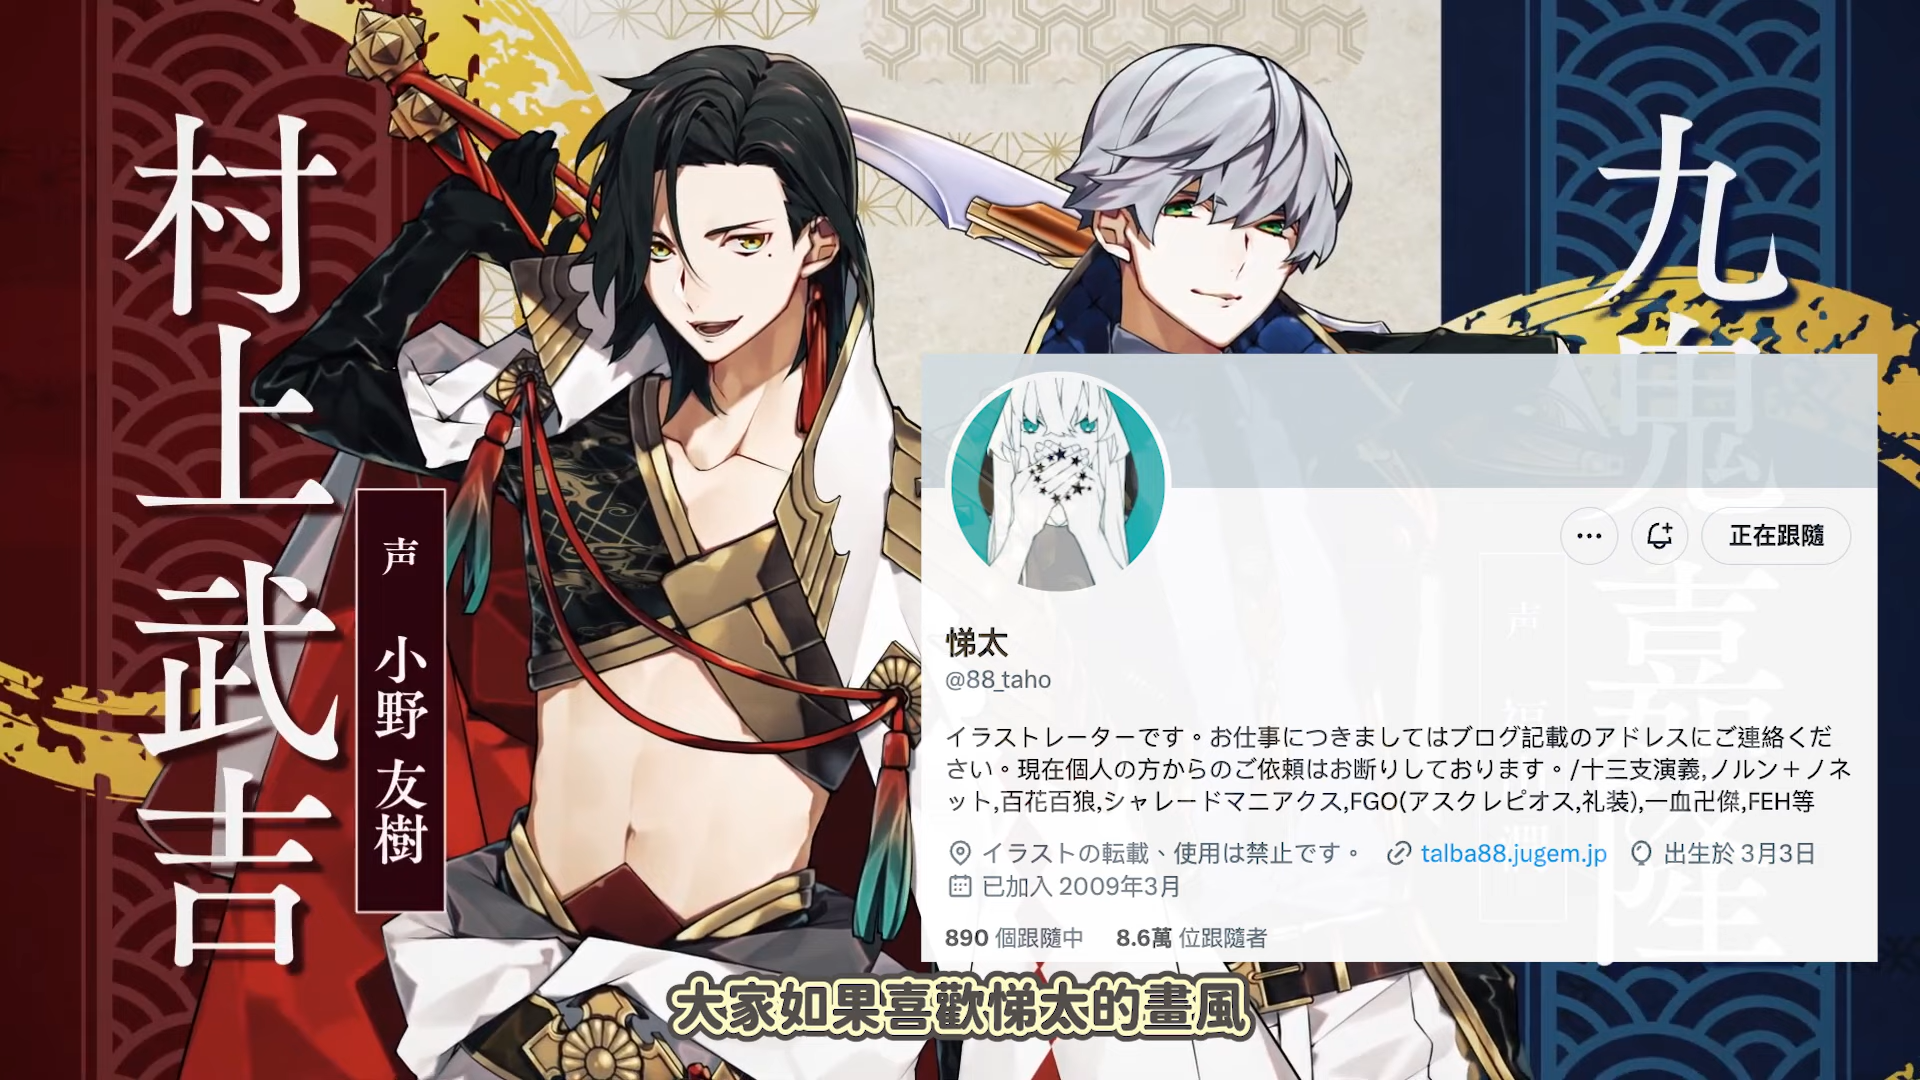 村上武吉
声 小野友樹
九鬼嘉隆
声
正在跟隨
悌太
@88_taho
イラストレーターです。お仕事につきましてはブログ記載のアドレスにご連絡くだ
さい。現在個人の方からのご依頼はお断りしております。/十三支演義,ノルン＋ノネ
ット,百花百狼,シャレードマニアクス,FGO(アスクレピオス,礼装),一血卍傑,FEH等
イラストの転載、使用は禁止です。 talba88.jugem.jp 出生於 3月3日
已加入 2009年3月
890 個跟隨中 8.6萬 位跟隨者
大家如果喜歡悌太的畫風